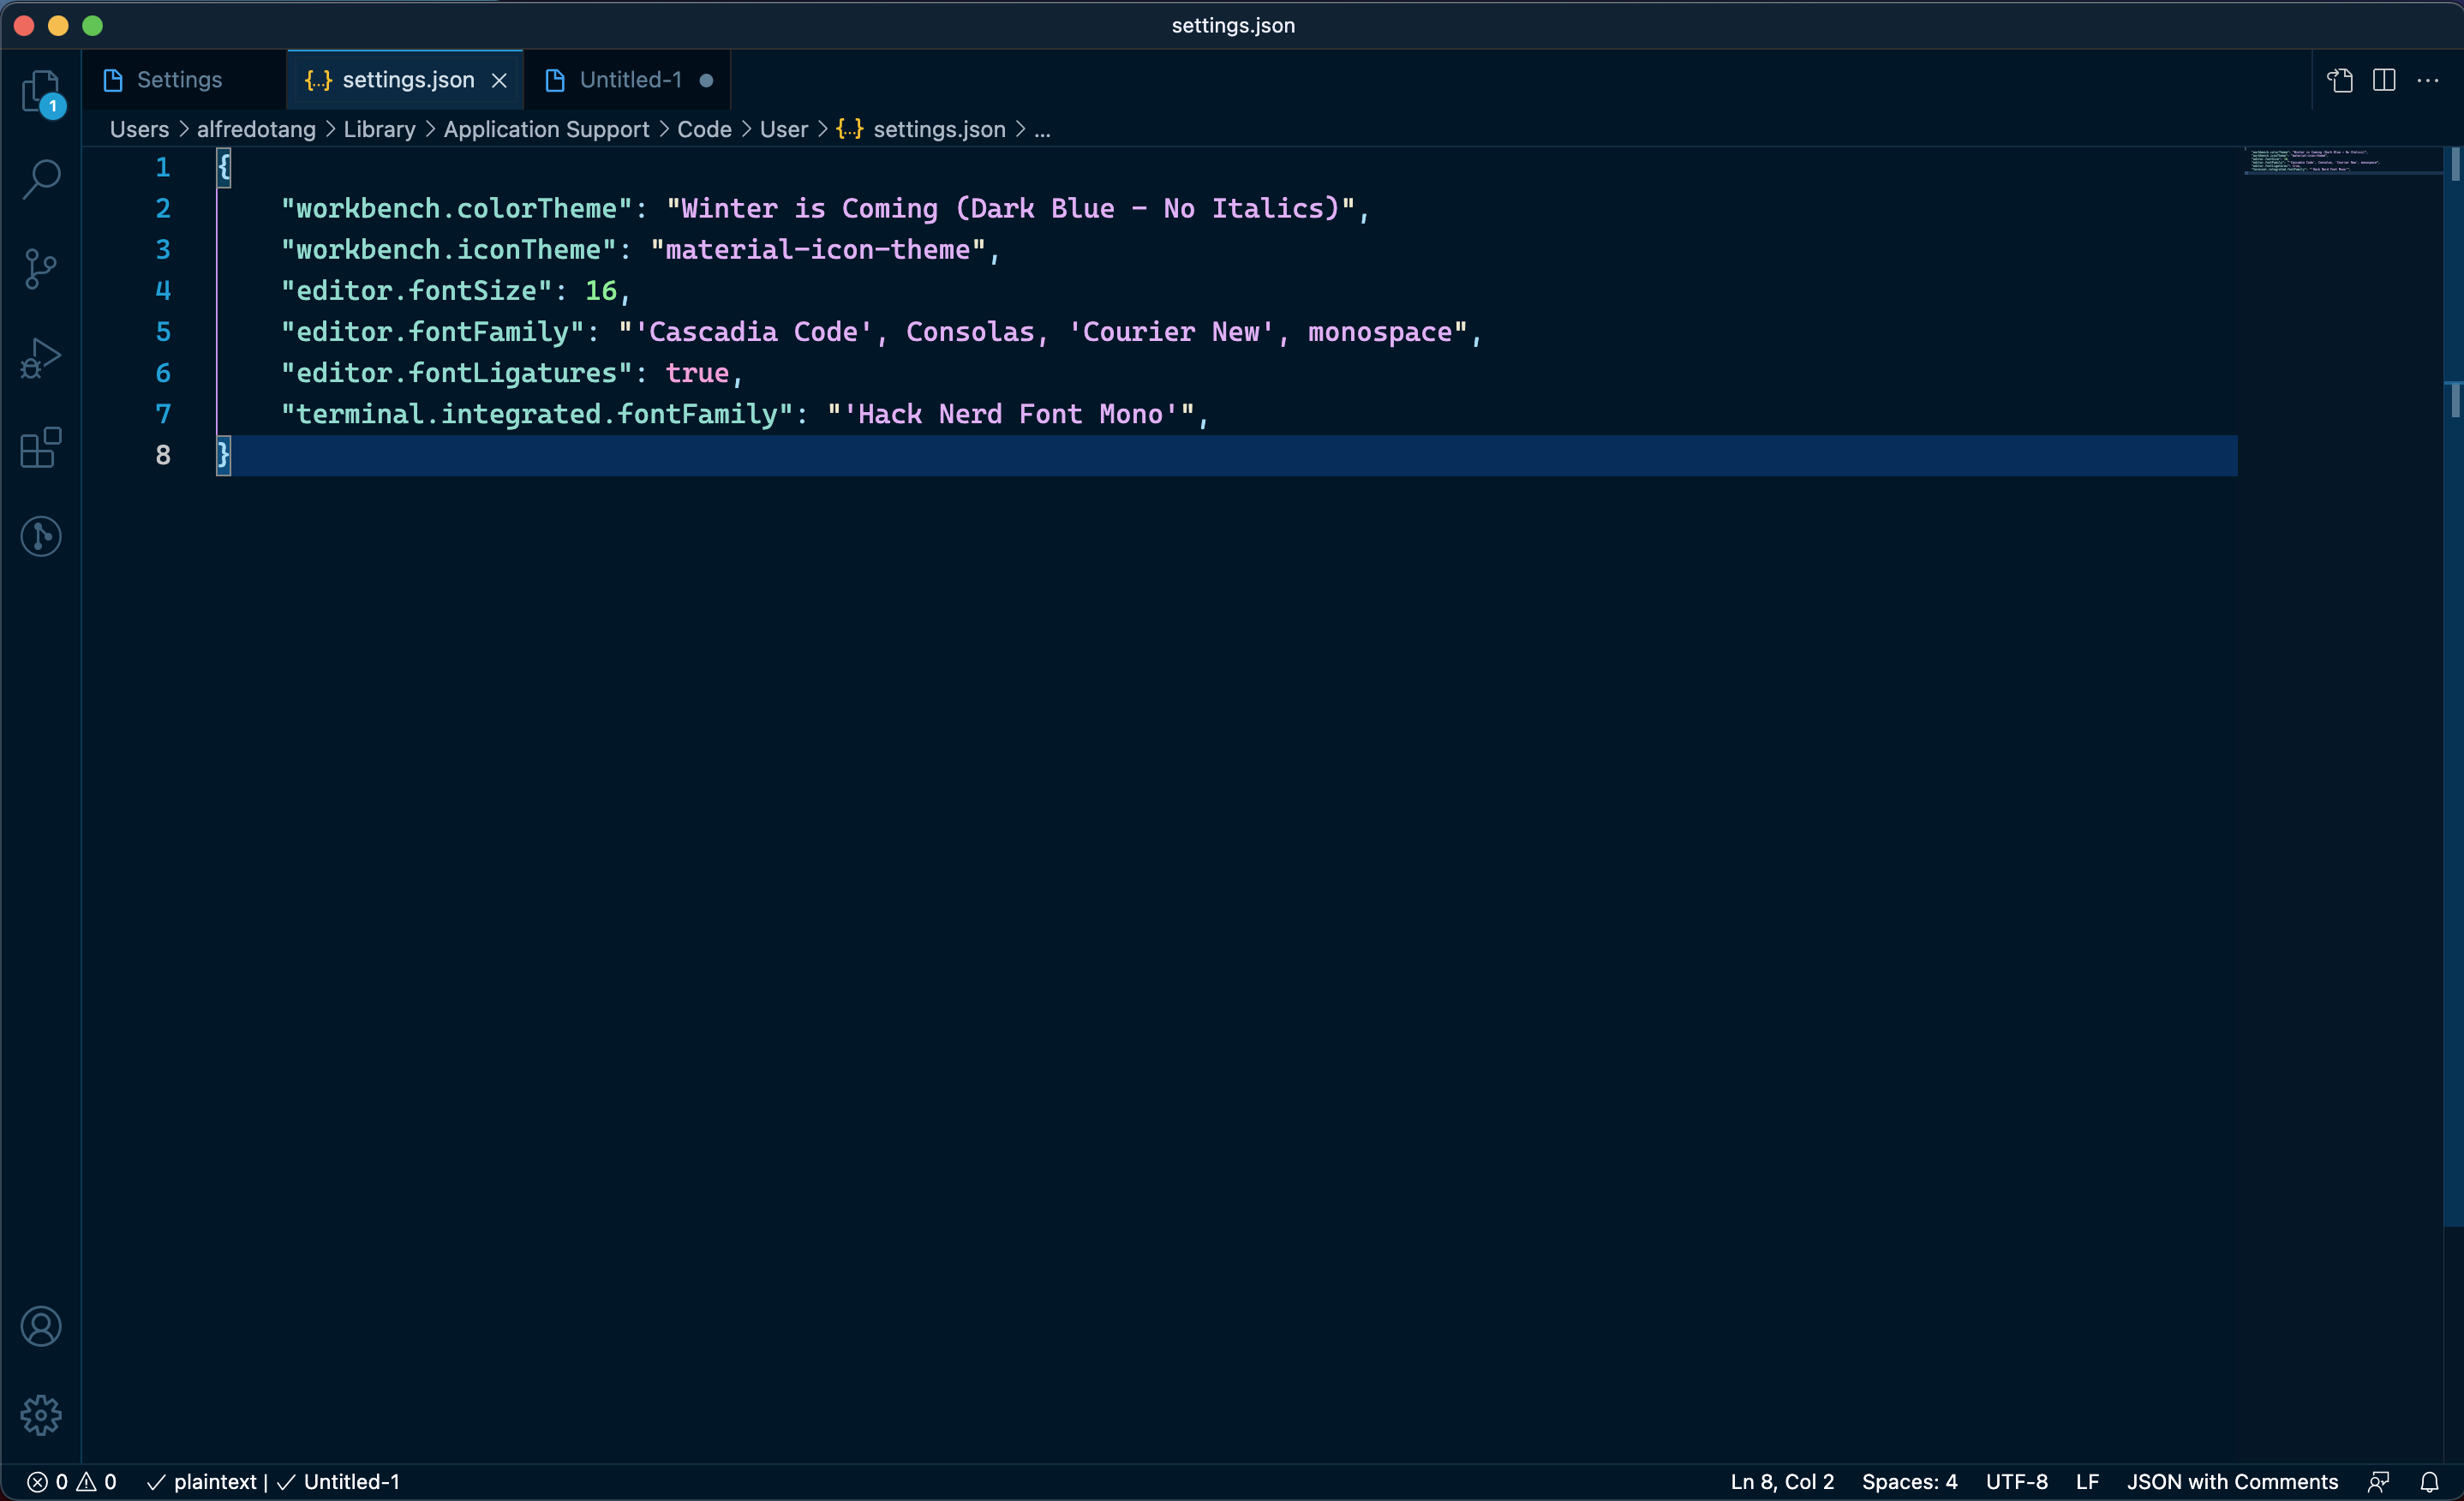 settings.json
1
Settings
{..} settings.json
Untitled-1
Users > alfredotang > Library > Application Support > Code > User > {..} settings.json > ...
1 {
2 "workbench.colorTheme": "Winter is Coming (Dark Blue - No Italics)",
3 "workbench.iconTheme": "material-icon-theme",
4 "editor.fontSize": 16,
5 "editor.fontFamily": "'Cascadia Code', Consolas, 'Courier New', monospace",
6 "editor.fontLigatures": true,
7 "terminal.integrated.fontFamily": "'Hack Nerd Font Mono'",
8 }
0 0 ✓ plaintext | ✓ Untitled-1
Ln 8, Col 2 Spaces: 4 UTF-8 LF JSON with Comments